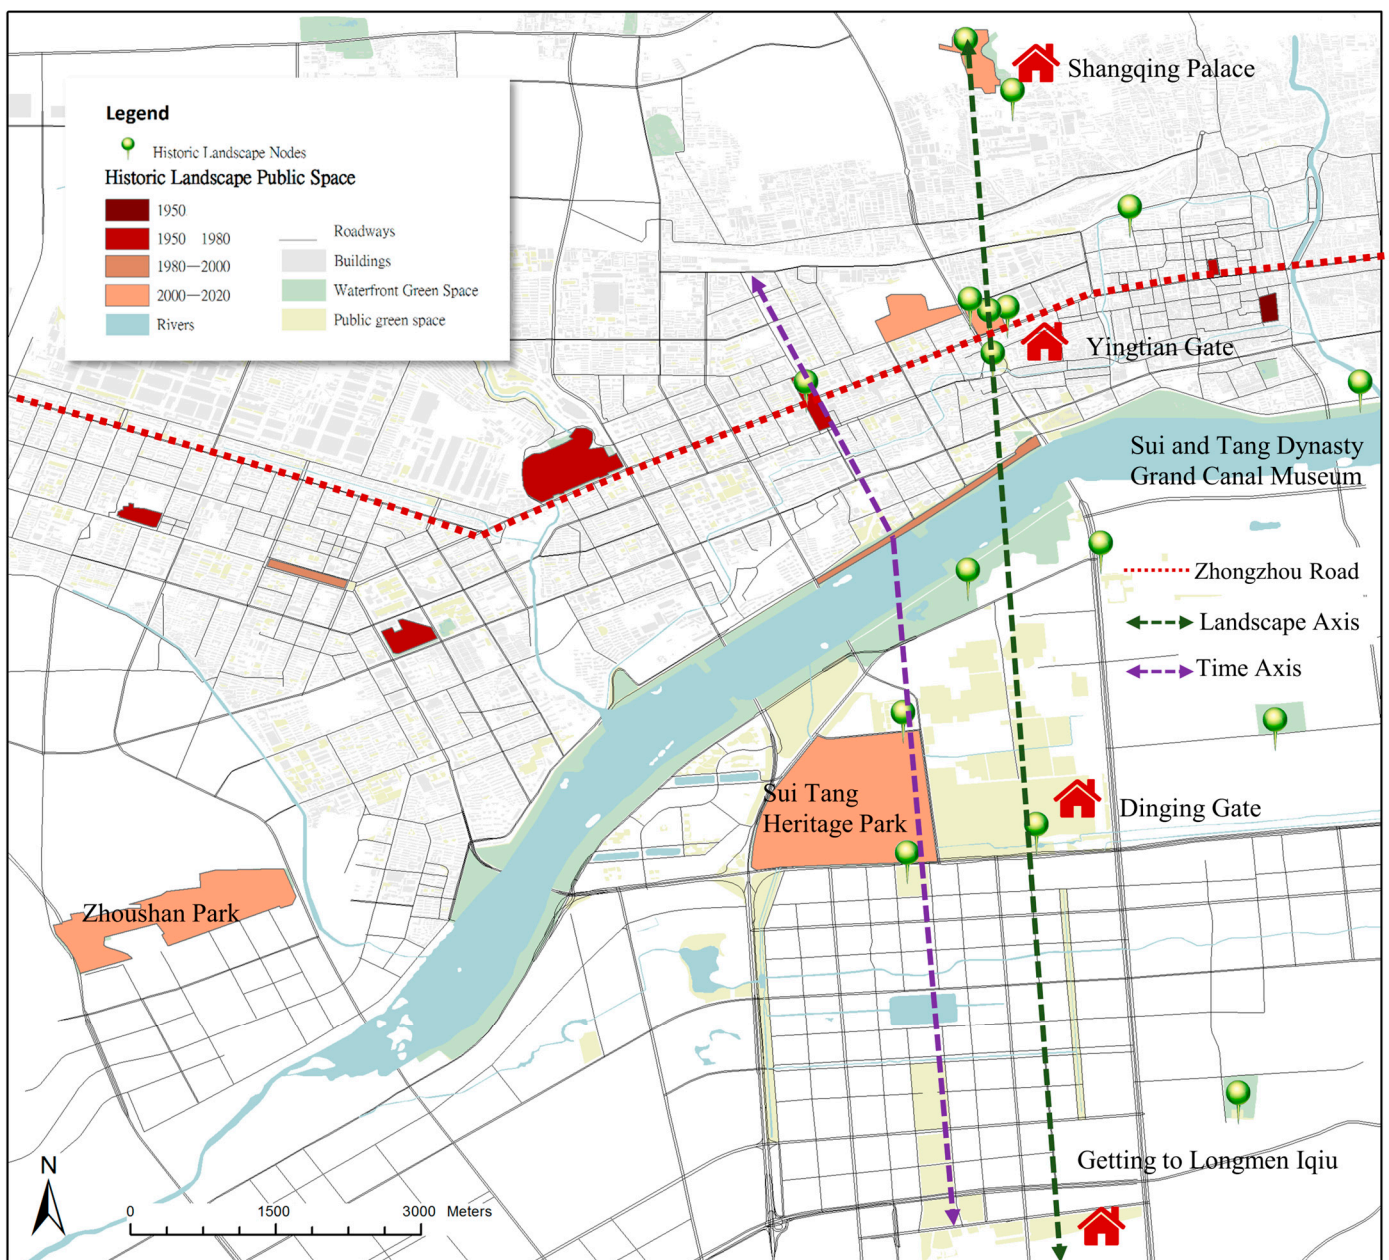 Legend
Historic Landscape Nodes
Historic Landscape Public Space
1950
1950 1980
1980—2000
2000—2020
Rivers
Roadways
Buildings
Waterfront Green Space
Public green space
Shangqing Palace
Yingtian Gate
Sui and Tang Dynasty
Grand Canal Museum
Zhongzhou Road
Landscape Axis
Time Axis
Sui Tang
Heritage Park
Dinging Gate
Zhoushan Park
Getting to Longmen Iqiu
N
0 1500 3000 Meters